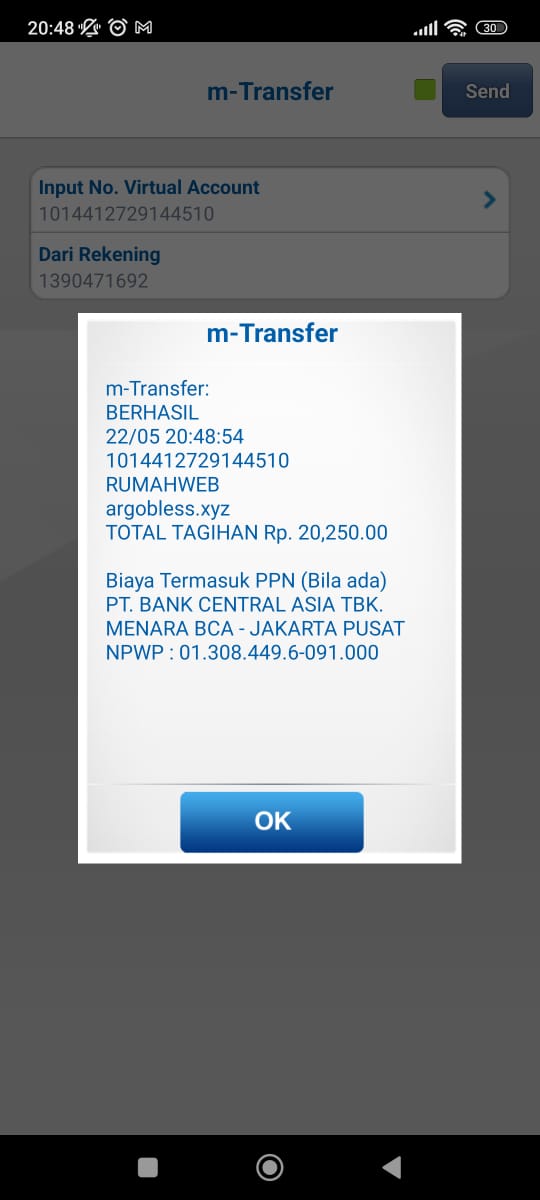 20:48
30
m-Transfer
Send
Input No. Virtual Account
1014412729144510
Dari Rekening
1390471692
m-Transfer
m-Transfer:
BERHASIL
22/05 20:48:54
1014412729144510
RUMAHWEB
argobless.xyz
TOTAL TAGIHAN Rp. 20,250.00
Biaya Termasuk PPN (Bila ada)
PT. BANK CENTRAL ASIA TBK.
MENARA BCA - JAKARTA PUSAT
NPWP : 01.308.449.6-091.000
OK